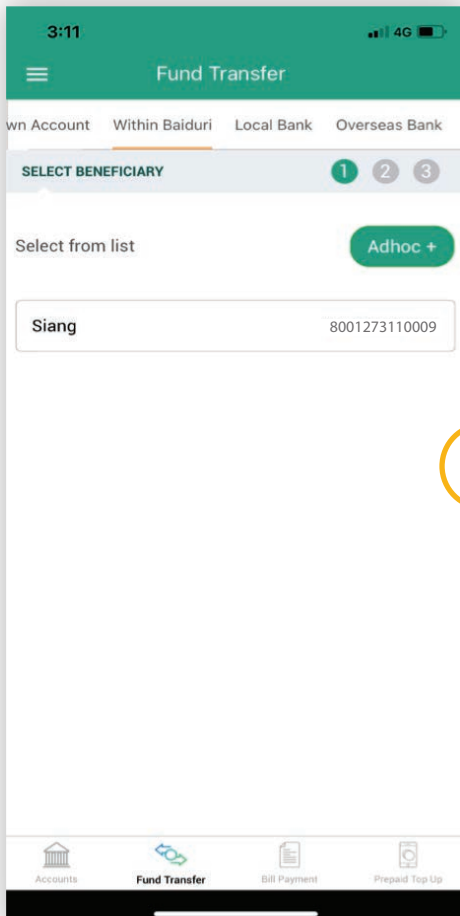 3:11 4G
Fund Transfer
wn Account Within Baiduri Local Bank Overseas Bank
SELECT BENEFICIARY 1 2 3
Select from list Adhoc +
Siang 8001273110009
Accounts Fund Transfer Bill Payment Prepaid Top Up